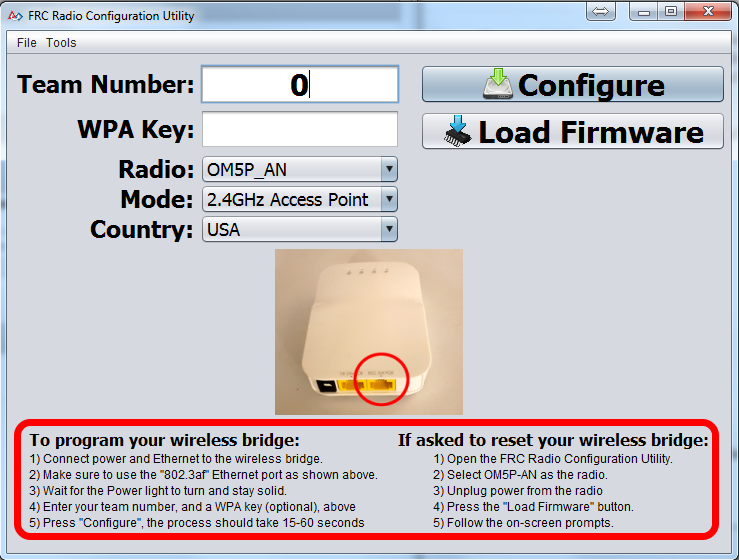 FRC Radio Configuration Utility
File Tools
Team Number: 0
Configure
WPA Key:
Load Firmware
Radio: OM5P_AN
Mode: 2.4GHz Access Point
Country: USA
To program your wireless bridge:
1) Connect power and Ethernet to the wireless bridge.
2) Make sure to use the "802.3af" Ethernet port as shown above.
3) Wait for the Power light to turn and stay solid.
4) Enter your team number, and a WPA key (optional), above
5) Press "Configure", the process should take 15-60 seconds
If asked to reset your wireless bridge:
1) Open the FRC Radio Configuration Utility.
2) Select OM5P-AN as the radio.
3) Unplug power from the radio
4) Press the "Load Firmware" button.
5) Follow the on-screen prompts.